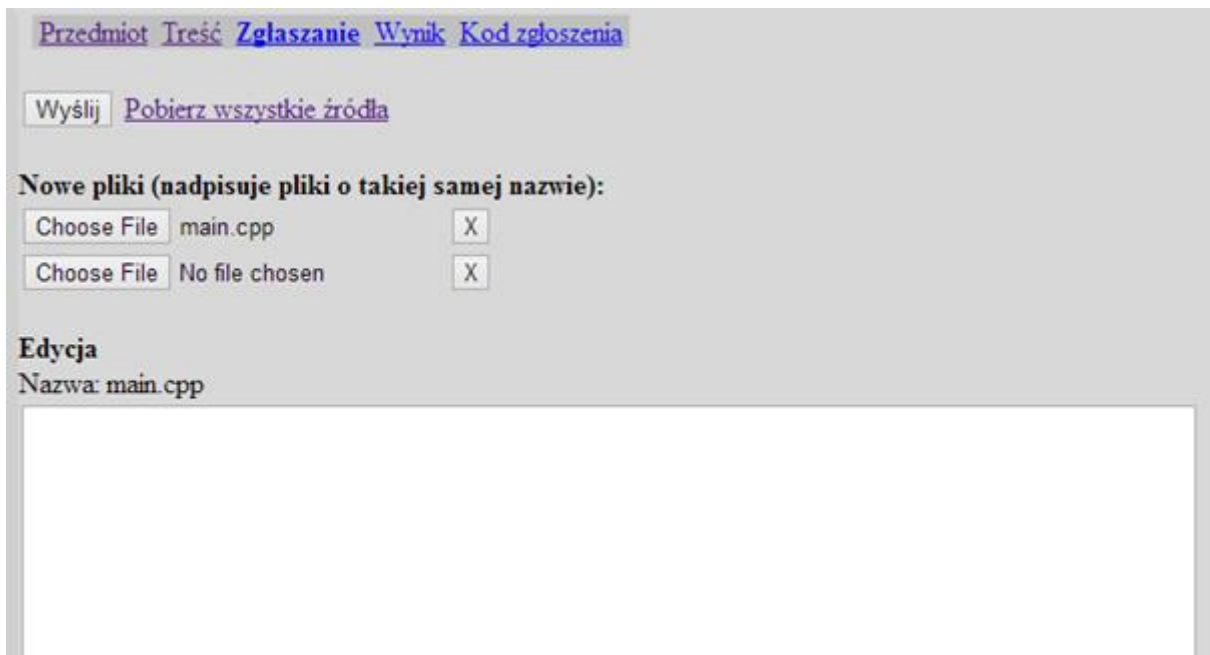 Przedmiot Treść Zgłaszanie Wynik Kod zgłoszenia
Wyślij Pobierz wszystkie źródła
Nowe pliki (nadpisuje pliki o takiej samej nazwie):
Choose File main.cpp X
Choose File No file chosen X
Edycja
Nazwa: main.cpp